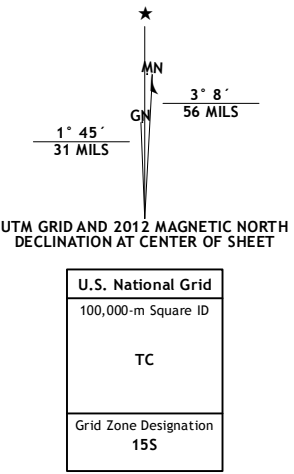 ★
MN
GN
3° 8´
56 MILS
1° 45´
31 MILS
UTM GRID AND 2012 MAGNETIC NORTH
DECLINATION AT CENTER OF SHEET
U.S. National Grid
100,000-m Square ID
TC
Grid Zone Designation
15S